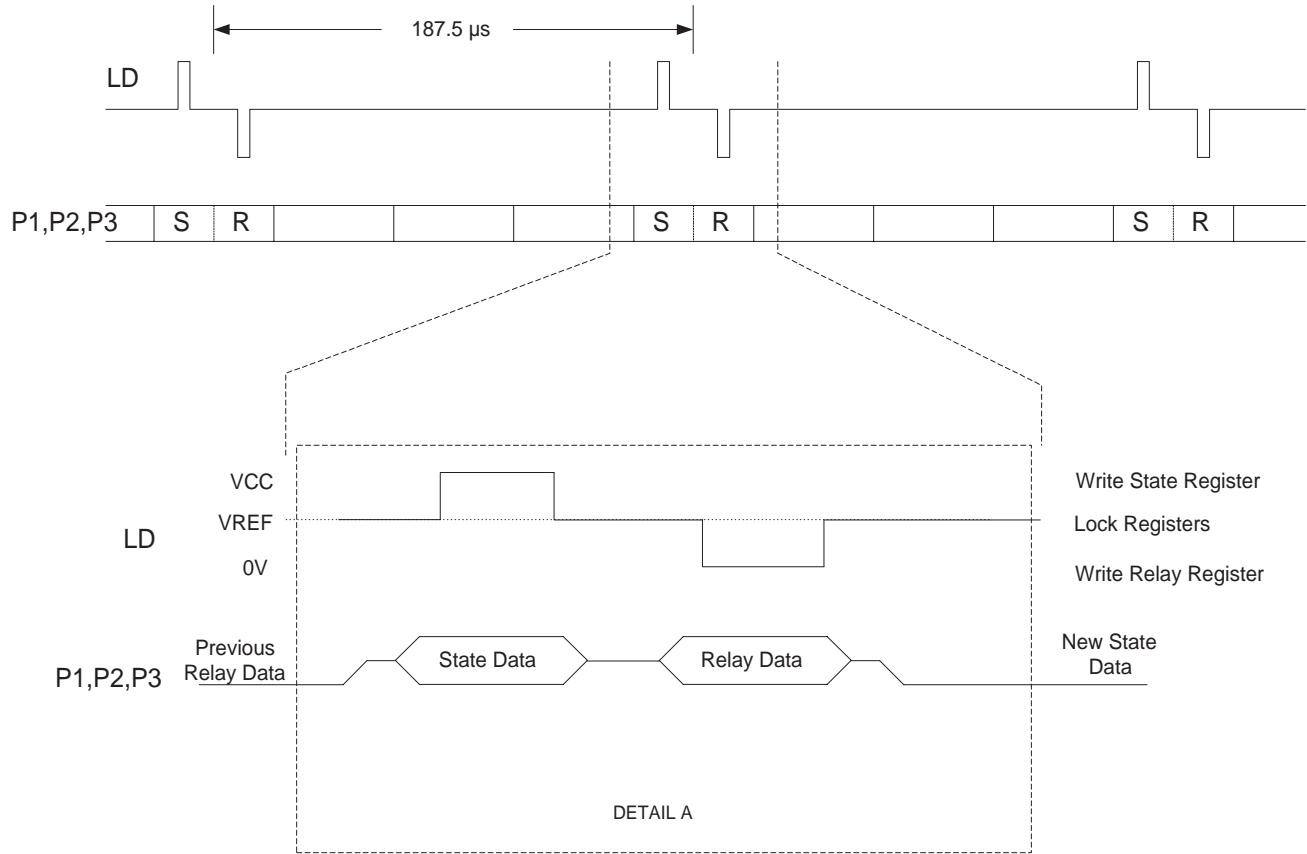 187.5 µs
LD
P1,P2,P3 S R S R S R
VCC Write State Register
VREF Lock Registers
LD
0V Write Relay Register
Previous
Relay Data
State Data Relay Data
New State
Data
P1,P2,P3
DETAIL A